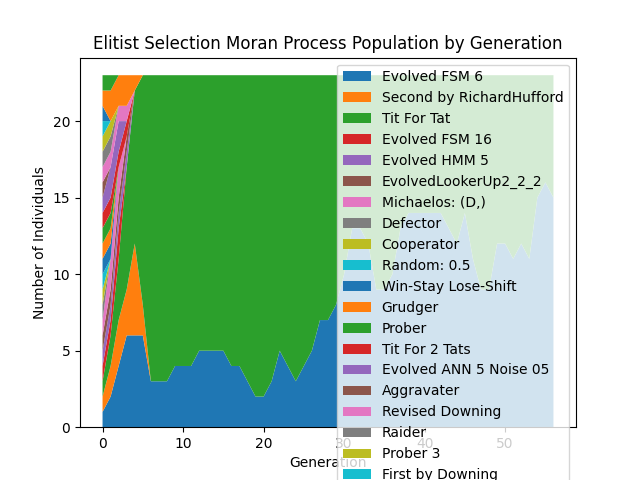 Elitist Selection Moran Process Population by Generation
Number of Individuals
20
15
10
5
0
0 10 20 30 40 50
Generation
Evolved FSM 6
Second by RichardHufford
Tit For Tat
Evolved FSM 16
Evolved HMM 5
EvolvedLookerUp2_2_2
Michaelos: (D,)
Defector
Cooperator
Random: 0.5
Win-Stay Lose-Shift
Grudger
Prober
Tit For 2 Tats
Evolved ANN 5 Noise 05
Aggravater
Revised Downing
Raider
Prober 3
First by Downing